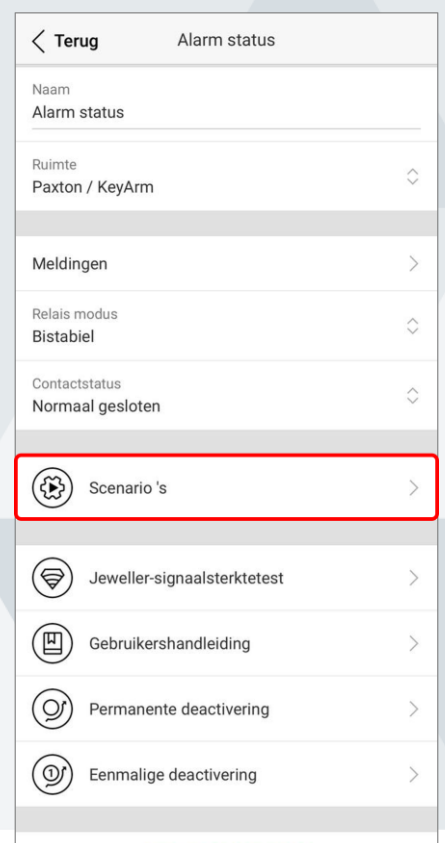 Terug Alarm status
Naam
Alarm status
Ruimte
Paxton / KeyArm
Meldingen
Relais modus
Bistabiel
Contactstatus
Normaal gesloten
Scenario 's
Jeweller-signaalsterktetest
Gebruikershandleiding
Permanente deactivering
1 Eenmalige deactivering